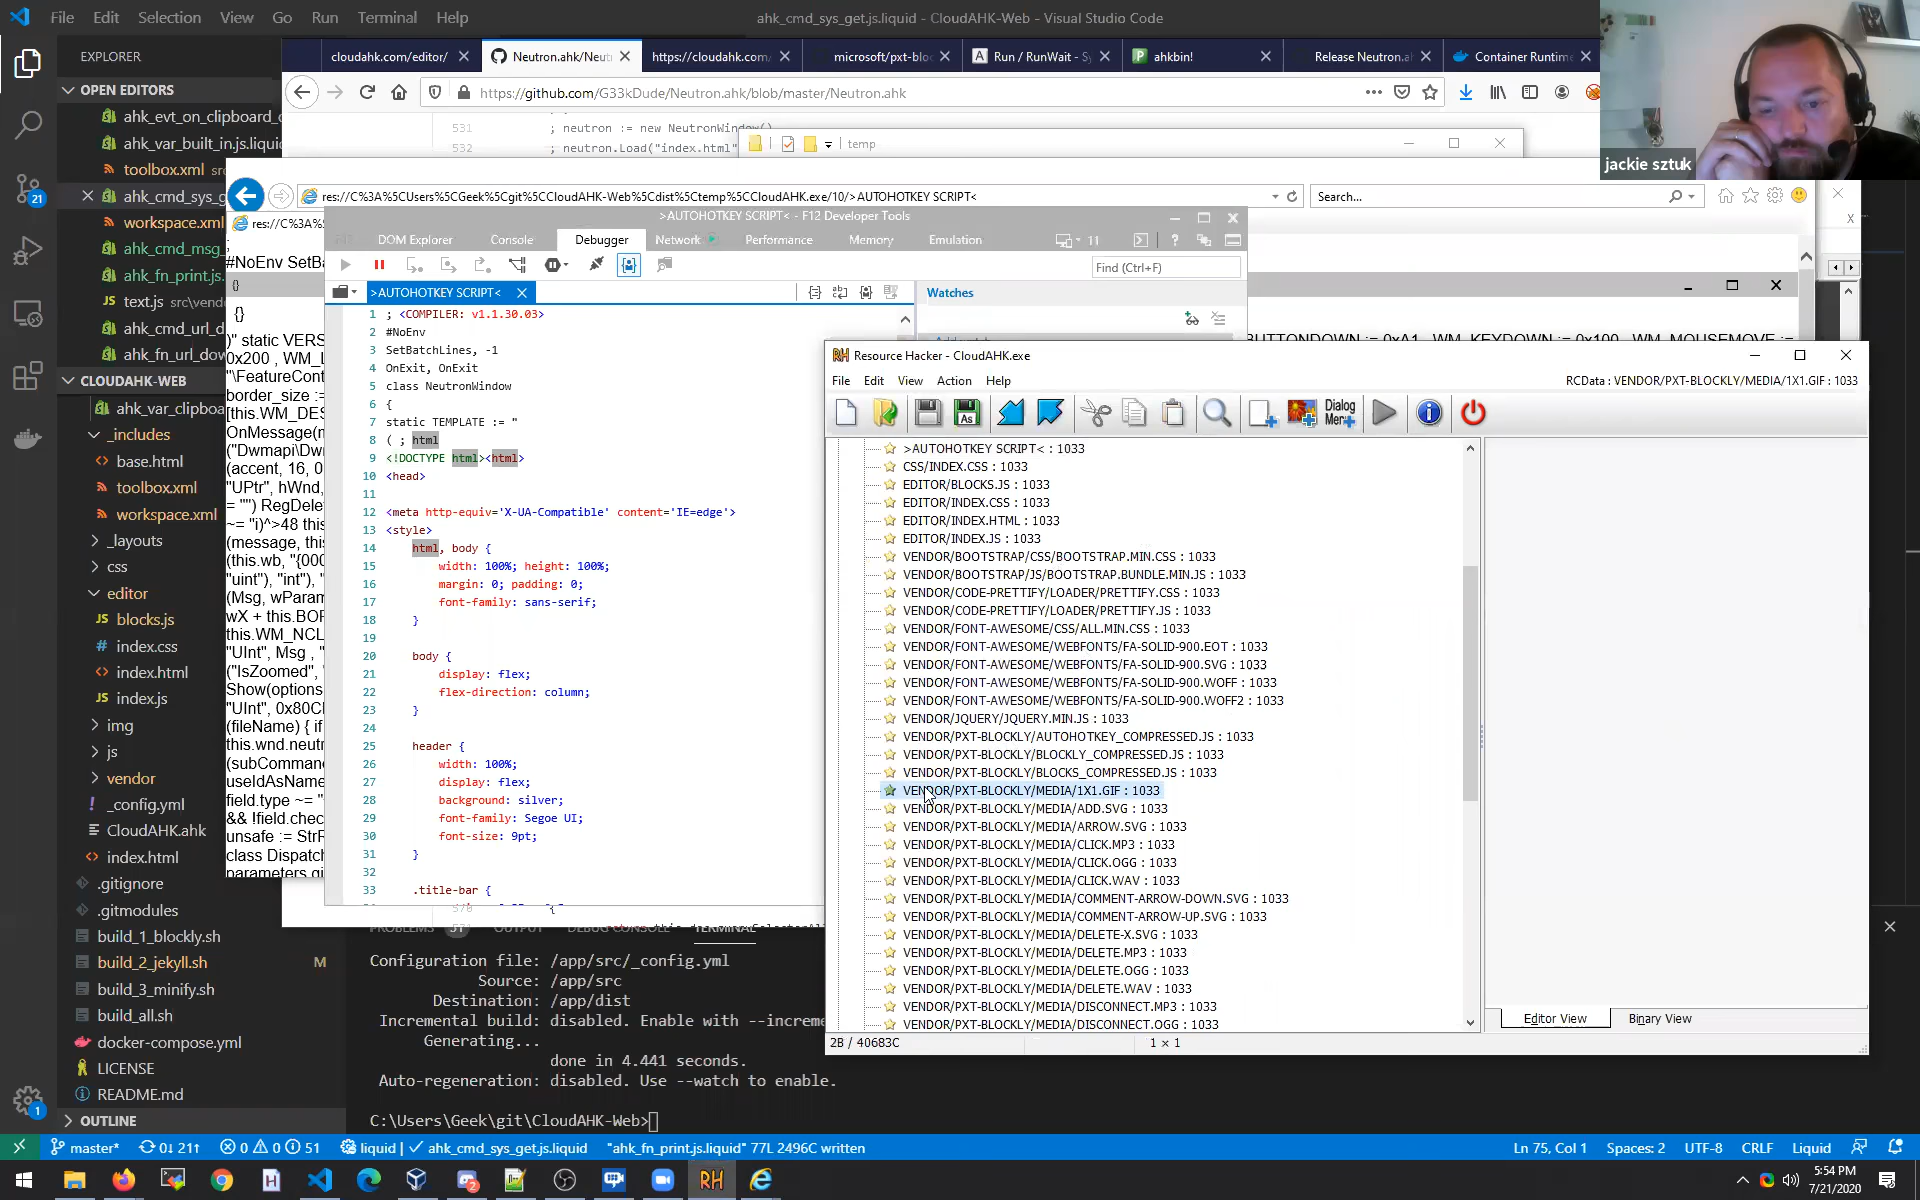 File Edit Selection View Go Run Terminal Help
ahk_cmd_sys_get.js.liquid - CloudAHK-Web - Visual Studio Code
EXPLORER
OPEN EDITORS
ahk_evt_on_clipboard_c
ahk_var_built_in.js.liqui
toolbox.xml
ahk_cmd_sys_g
workspace.xml
ahk_cmd_msg_
ahk_fn_print.js.
text.js src\vend
ahk_cmd_url_d
ahk_fn_url_dow
CLOUDAHK-WEB
ahk_var_clipboa
_includes
base.html
toolbox.xml
workspace.xml
_layouts
css
editor
blocks.js
index.css
index.html
index.js
img
js
vendor
_config.yml
CloudAHK.ahk
index.html
.gitignore
.gitmodules
build_1_blockly.sh
build_2_jekyll.sh M
build_3_minify.sh
build_all.sh
docker-compose.yml
LICENSE
README.md
OUTLINE
21
1
cloudahk.com/editor/
Neutron.ahk/Neut
https://cloudahk.com/
microsoft/pxt-bloc
Run / RunWait - Sy
ahkbin!
Release Neutron.a
Container Runtime
https://github.com/G33kDude/Neutron.ahk/blob/master/Neutron.ahk
531 ; neutron := new NeutronWindow()
532 ; neutron.Load("index.html"
temp
jackie sztuk
res://C%3A%5CUsers%5CGeek%5Cgit%5CCloudAHK-Web%5Cdist%5Ctemp%5CCloudAHK.exe/10/>AUTOHOTKEY SCRIPT<
Search...
res://C%3A%
#NoEnv SetBa
{}
{}
)" static VERS
0x200 , WM_L
"\FeatureCont
border_size :=
[this.WM_DES
OnMessage(m
("Dwmapi\Dw
(accent, 16, 0
"UPtr", hWnd,
= "") RegDelet
~= "i)^>48 this
(message, this
(this.wb, "{000
"uint"), "int"), "
(Msg, wParam
wX + this.BOR
this.WM_NCL
"UInt", Msg , "
("IsZoomed", "
Show(options
"UInt", 0x80CE
(fileName) { if
this.wnd.neutr
(subCommand
useIdAsName
field.type ~= "
&& !field.chec
unsafe := StrR
class Dispatch
parameters.gi
>AUTOHOTKEY SCRIPT< - F12 Developer Tools
DOM Explorer Console Debugger Network Performance Memory Emulation
11
Find (Ctrl+F)
>AUTOHOTKEY SCRIPT<
Watches
1 ; <COMPILER: v1.1.30.03>
2 #NoEnv
3 SetBatchLines, -1
4 OnExit, OnExit
5 class NeutronWindow
6 {
7 static TEMPLATE := "
8 ( ; html
9 <!DOCTYPE html><html>
10 <head>
11
12 <meta http-equiv='X-UA-Compatible' content='IE=edge'>
13 <style>
14 html, body {
15 width: 100%; height: 100%;
16 margin: 0; padding: 0;
17 font-family: sans-serif;
18 }
19
20 body {
21 display: flex;
22 flex-direction: column;
23 }
24
25 header {
26 width: 100%;
27 display: flex;
28 background: silver;
29 font-family: Segoe UI;
30 font-size: 9pt;
31 }
32
33 .title-bar {
BUTTONDOWN := 0xA1 , WM_KEYDOWN := 0x100 , WM_MOUSEMOVE :=
Resource Hacker - CloudAHK.exe
File Edit View Action Help
RCData : VENDOR/PXT-BLOCKLY/MEDIA/1X1.GIF : 1033
As
Dialog
Menu
>AUTOHOTKEY SCRIPT< : 1033
CSS/INDEX.CSS : 1033
EDITOR/BLOCKS.JS : 1033
EDITOR/INDEX.CSS : 1033
EDITOR/INDEX.HTML : 1033
EDITOR/INDEX.JS : 1033
VENDOR/BOOTSTRAP/CSS/BOOTSTRAP.MIN.CSS : 1033
VENDOR/BOOTSTRAP/JS/BOOTSTRAP.BUNDLE.MIN.JS : 1033
VENDOR/CODE-PRETTIFY/LOADER/PRETTIFY.CSS : 1033
VENDOR/CODE-PRETTIFY/LOADER/PRETTIFY.JS : 1033
VENDOR/FONT-AWESOME/CSS/ALL.MIN.CSS : 1033
VENDOR/FONT-AWESOME/WEBFONTS/FA-SOLID-900.EOT : 1033
VENDOR/FONT-AWESOME/WEBFONTS/FA-SOLID-900.SVG : 1033
VENDOR/FONT-AWESOME/WEBFONTS/FA-SOLID-900.WOFF : 1033
VENDOR/FONT-AWESOME/WEBFONTS/FA-SOLID-900.WOFF2 : 1033
VENDOR/JQUERY/JQUERY.MIN.JS : 1033
VENDOR/PXT-BLOCKLY/AUTOHOTKEY_COMPRESSED.JS : 1033
VENDOR/PXT-BLOCKLY/BLOCKLY_COMPRESSED.JS : 1033
VENDOR/PXT-BLOCKLY/BLOCKS_COMPRESSED.JS : 1033
VENDOR/PXT-BLOCKLY/MEDIA/1X1.GIF : 1033
VENDOR/PXT-BLOCKLY/MEDIA/ADD.SVG : 1033
VENDOR/PXT-BLOCKLY/MEDIA/ARROW.SVG : 1033
VENDOR/PXT-BLOCKLY/MEDIA/CLICK.MP3 : 1033
VENDOR/PXT-BLOCKLY/MEDIA/CLICK.OGG : 1033
VENDOR/PXT-BLOCKLY/MEDIA/CLICK.WAV : 1033
VENDOR/PXT-BLOCKLY/MEDIA/COMMENT-ARROW-DOWN.SVG : 1033
VENDOR/PXT-BLOCKLY/MEDIA/COMMENT-ARROW-UP.SVG : 1033
VENDOR/PXT-BLOCKLY/MEDIA/DELETE-X.SVG : 1033
VENDOR/PXT-BLOCKLY/MEDIA/DELETE.MP3 : 1033
VENDOR/PXT-BLOCKLY/MEDIA/DELETE.OGG : 1033
VENDOR/PXT-BLOCKLY/MEDIA/DELETE.WAV : 1033
VENDOR/PXT-BLOCKLY/MEDIA/DISCONNECT.MP3 : 1033
VENDOR/PXT-BLOCKLY/MEDIA/DISCONNECT.OGG : 1033
Editor View Binary View
2B / 40683C 1 x 1
PROBLEMS 51 OUTPUT DEBUG CONSOLE TERMINAL
Configuration file: /app/src/_config.yml
Source: /app/src
Destination: /app/dist
Incremental build: disabled. Enable with --increme
Generating...
done in 4.441 seconds.
Auto-regeneration: disabled. Use --watch to enable.
C:\Users\Geek\git\CloudAHK-Web>
master* 0↓ 21↑ 0 0 51 liquid | ahk_cmd_sys_get.js.liquid "ahk_fn_print.js.liquid" 77L 2496C written
Ln 75, Col 1 Spaces: 2 UTF-8 CRLF Liquid
5:54 PM
7/21/2020